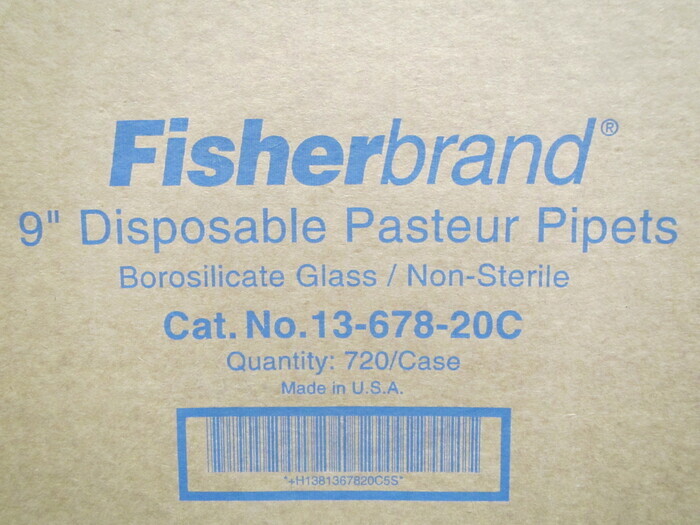 Fisherbrand®
9" Disposable Pasteur Pipets
Borosilicate Glass / Non-Sterile
Cat. No.13-678-20C
Quantity: 720/Case
Made in U.S.A.
*+H1381367820C5S*